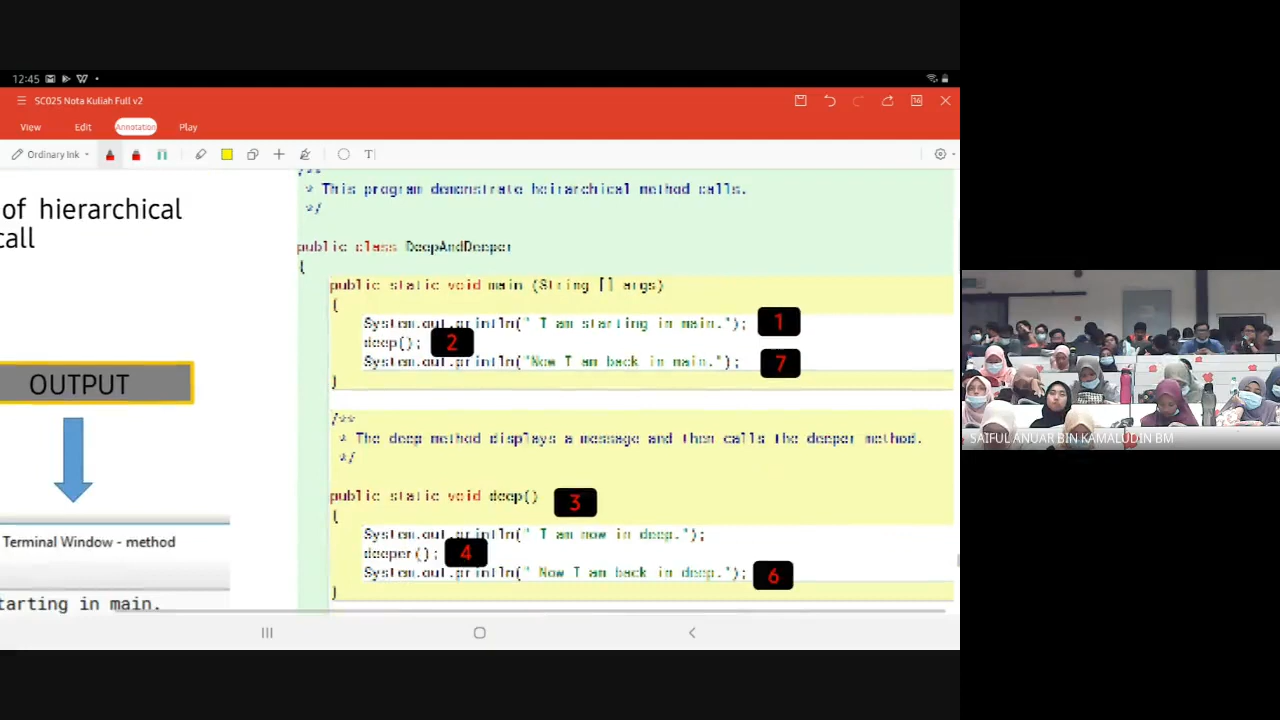 12:45
SC025 Nota Kuliah Full v2
16
View Edit Annotation Play
Ordinary Ink
T
of hierarchical
call
OUTPUT
Terminal Window - method
tarting in main.
/**
* This program demonstrate heirarchical method calls.
*/
public class DeepAndDeeper
{
public static void main (String [] args)
{
System.out.println(" I am starting in main."); 1
deep(); 2
System.out.println("Now I am back in main."); 7
}
/**
* The deep method displays a message and then calls the deeper method.
*/
public static void deep() 3
{
System.out.println(" I am now in deep.");
deeper(); 4
System.out.println(" Now I am back in deep."); 6
}
SAIFUL ANUAR BIN KAMALUDIN BM